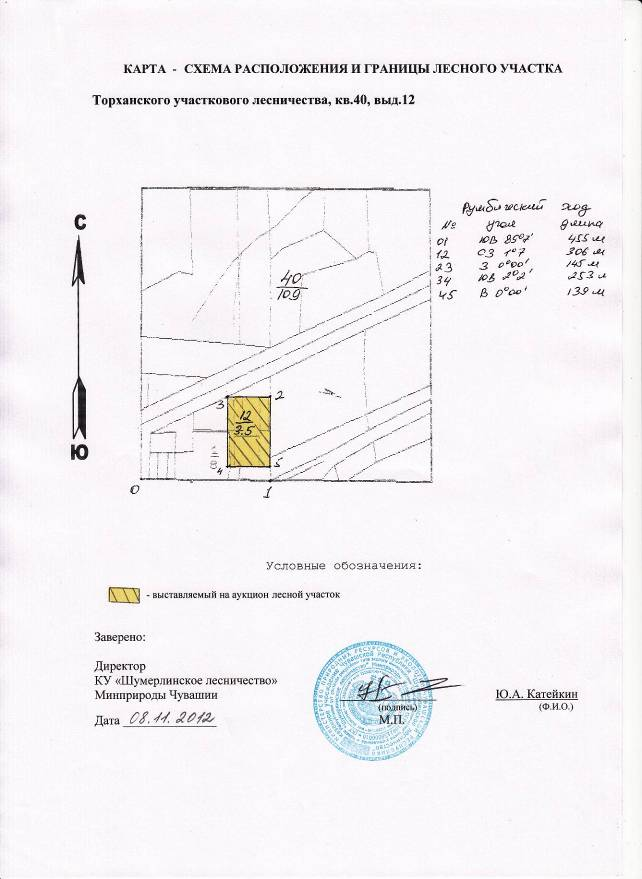 КАРТА - СХЕМА РАСПОЛОЖЕНИЯ И ГРАНИЦЫ ЛЕСНОГО УЧАСТКА
Торханского участкового лесничества, кв.40, выд.12
С
Ю
Румбический ход
№ угол длина
01 ЮВ 85°7' 455 м
12 СЗ 1°7 306 м
23 З 0°00' 145 м
34 ЮВ 2°2' 253 м
45 В 0°00' 139 м
40
109
3
2
12
3.5
4
5
0
1
Условные обозначения:
- выставляемый на аукцион лесной участок
Заверено:
Директор
КУ «Шумерлинское лесничество»
Минприроды Чувашии
Ю.А. Катейкин
(подпись)
(Ф.И.О.)
М.П.
Дата 08.11.2012